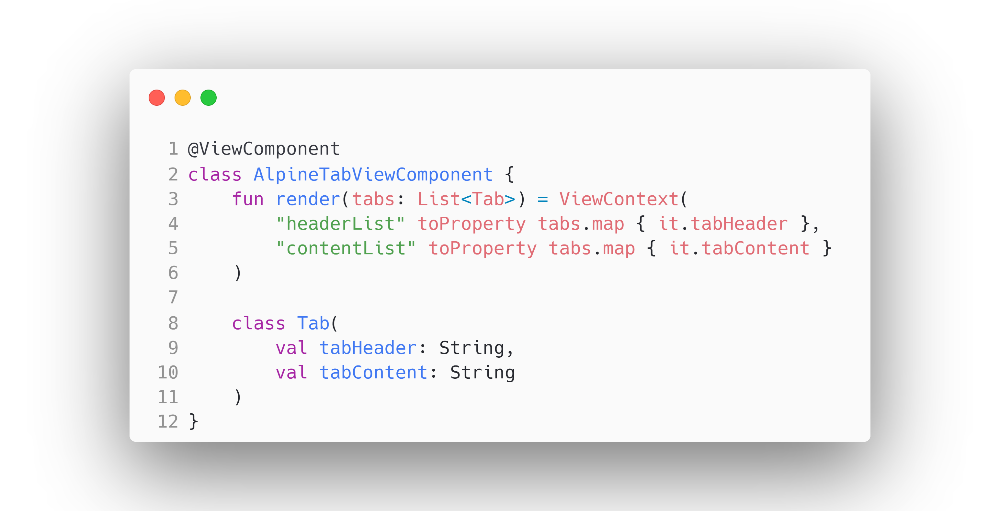 1 @ViewComponent
2 class AlpineTabViewComponent {
3     fun render(tabs: List<Tab>) = ViewContext(
4         "headerList" toProperty tabs.map { it.tabHeader },
5         "contentList" toProperty tabs.map { it.tabContent }
6     )
7
8     class Tab(
9         val tabHeader: String,
10         val tabContent: String
11     )
12 }